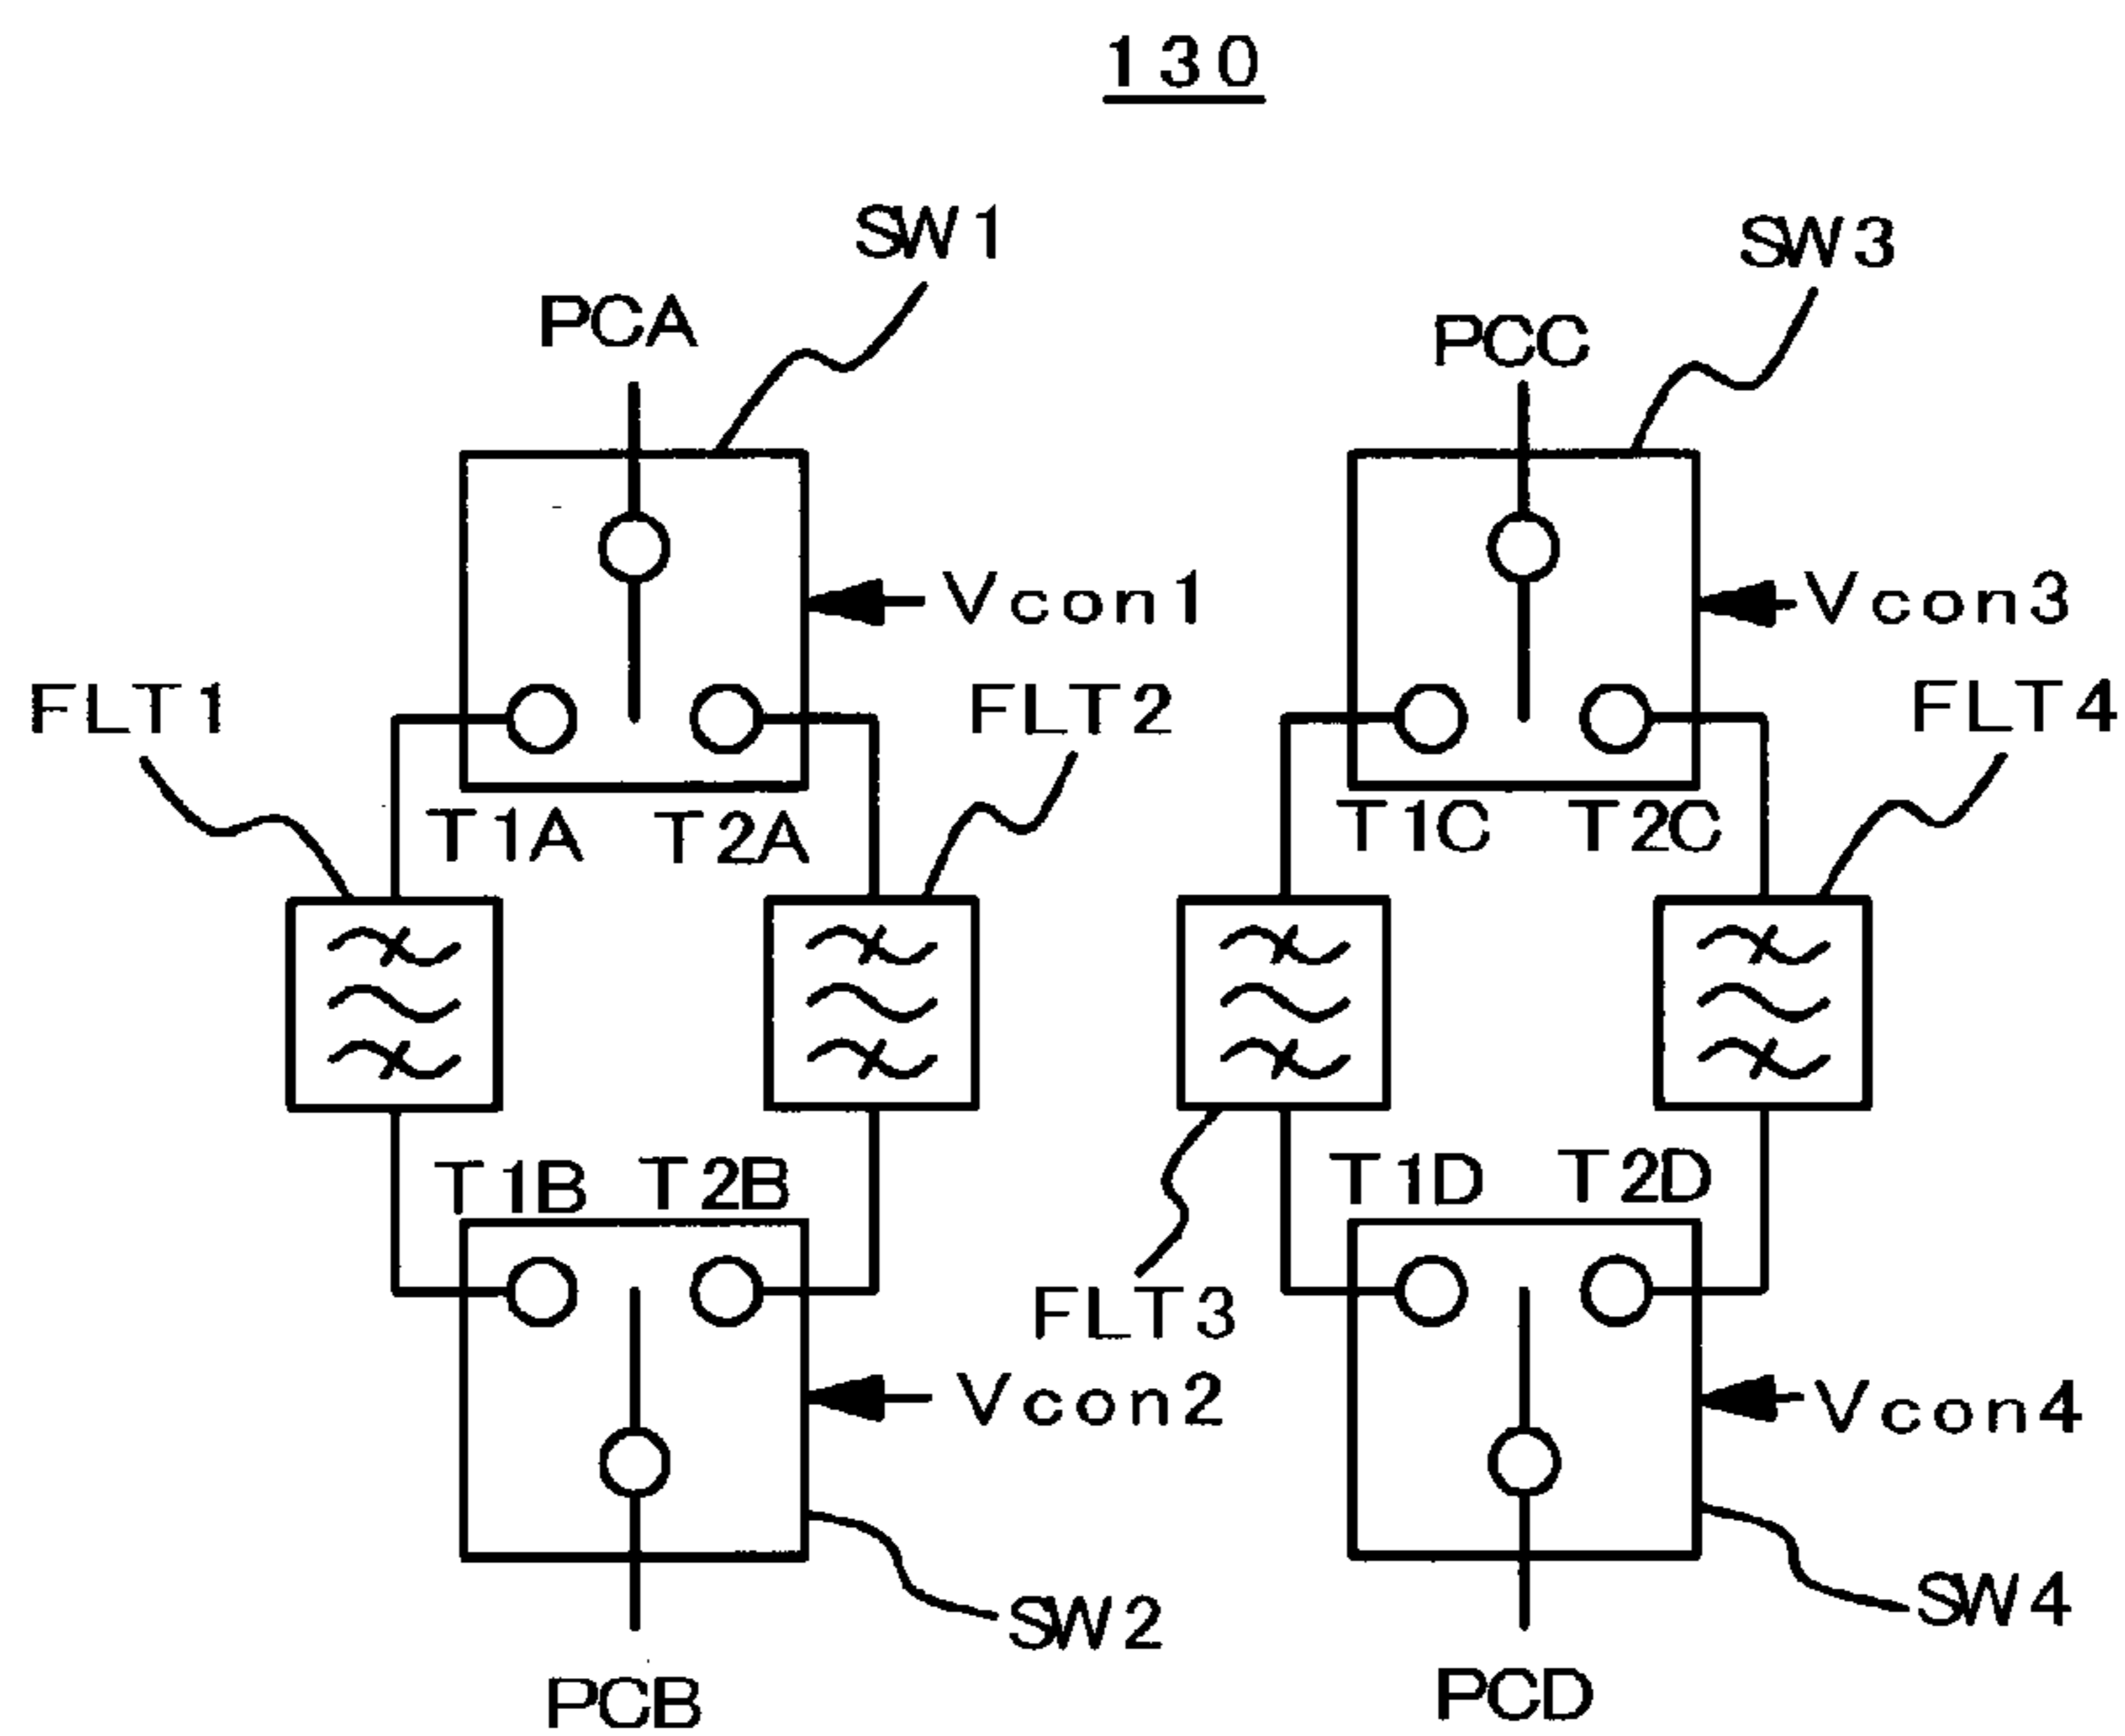 130
SW1
SW3
PCA
PCC
Vcon1
Vcon3
FLT1
FLT2
FLT4
T1A
T2A
T1C
T2C
T1B
T2B
T1D
T2D
FLT3
Vcon2
Vcon4
SW2
SW4
PCB
PCD